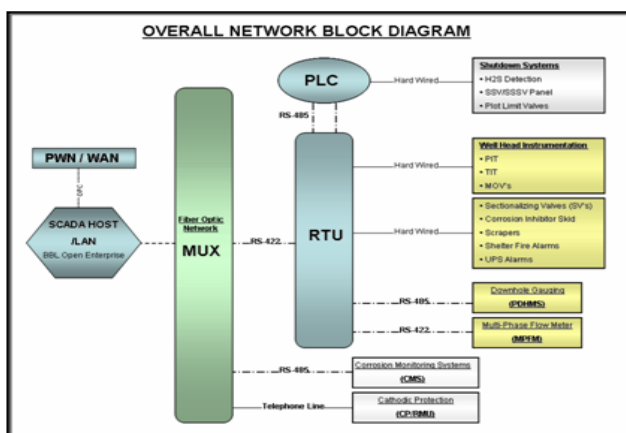 OVERALL NETWORK BLOCK DIAGRAM
PLC
Hard Wired
Shutdown Systems
• H2S Detection
• SSV/SSSV Panel
• Plot Limit Valves
RS-485
PWN / WAN
SCADA HOST
/LAN
BBL Open Enterprise
Fiber Optic
Network
MUX
RS-422
RTU
Hard Wired
Well Head Instrumentation
• PIT
• TIT
• MOV's
Hard Wired
• Sectionalizing Valves (SV's)
• Corrosion Inhibitor Skid
• Scrapers
• Shelter Fire Alarms
• UPS Alarms
RS-485
Downhole Gauging
(PDHMS)
RS-422
Multi-Phase Flow Meter
(MPFM)
RS-485
Corrosion Monitoring Systems
(CMS)
Telephone Line
Cathodic Protection
(CP/RMU)